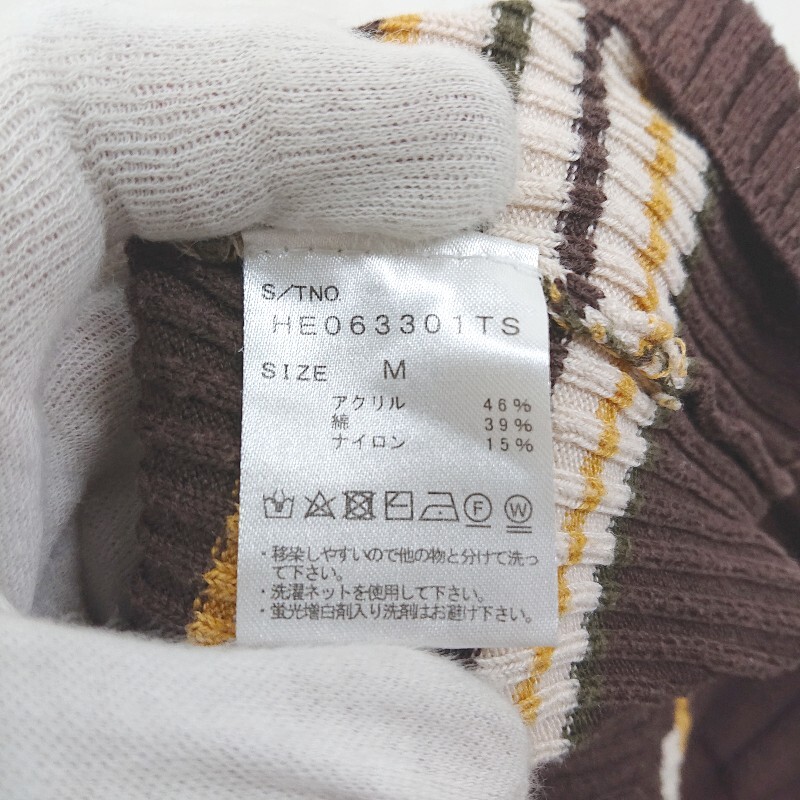 S/TNO.
HE063301TS
SIZE M
アクリル 46%
綿 39%
ナイロン 15%
F W
・移染しやすいので他の物と分けて洗っ
て下さい。
・洗濯ネットを使用して下さい。
・蛍光増白剤入り洗剤はお避け下さい。